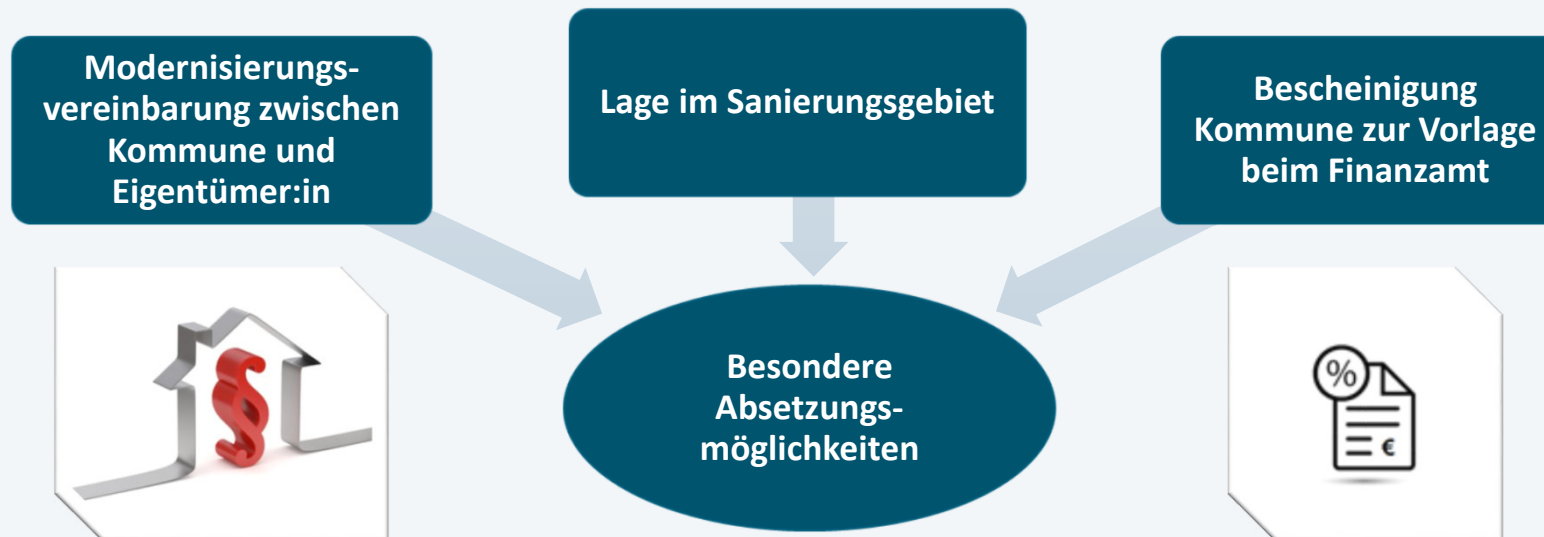 Modernisierungs-
vereinbarung zwischen
Kommune und
Eigentümer:in
Lage im Sanierungsgebiet
Bescheinigung
Kommune zur Vorlage
beim Finanzamt
Besondere
Absetzungs-
möglichkeiten
§
%
€